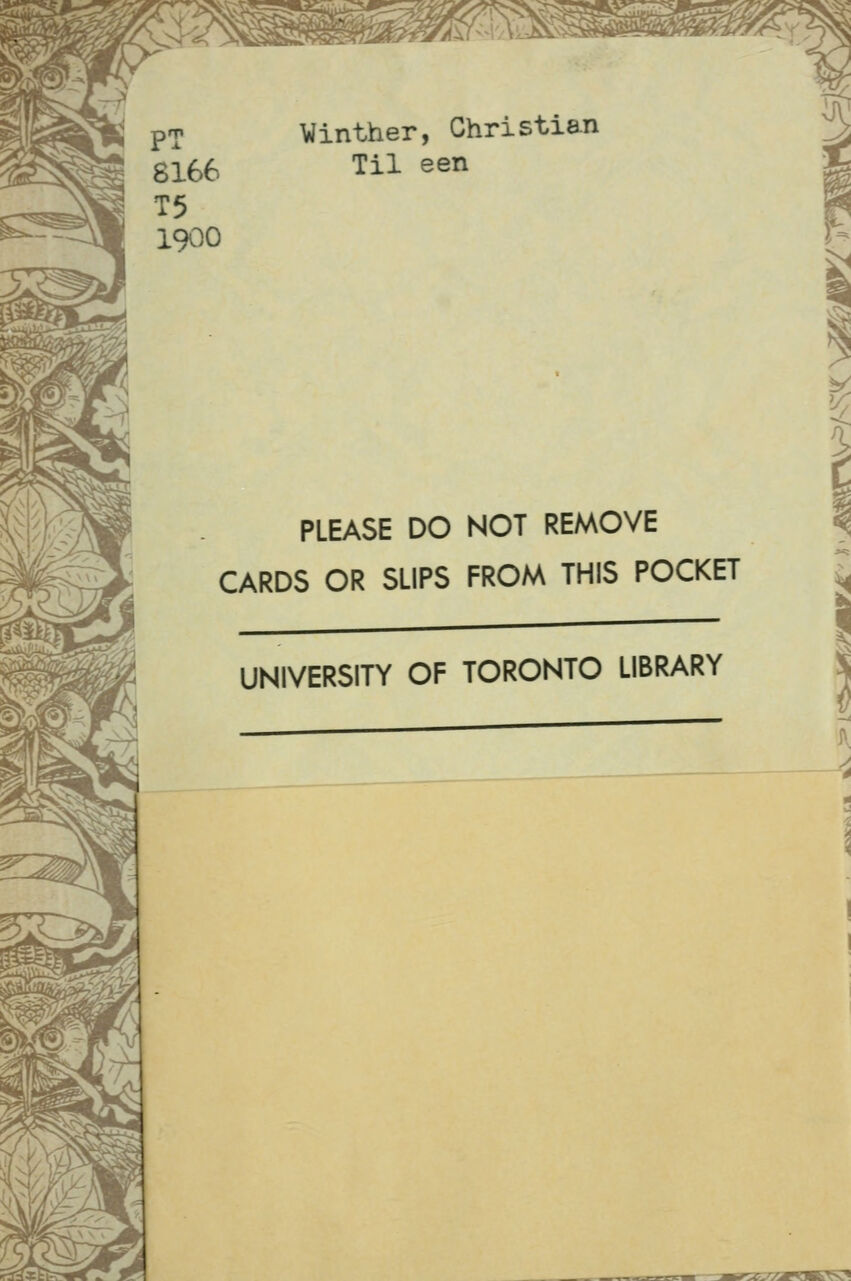 PT Winther, Christian
8166 Til een
T5
1900
PLEASE DO NOT REMOVE
CARDS OR SLIPS FROM THIS POCKET
UNIVERSITY OF TORONTO LIBRARY